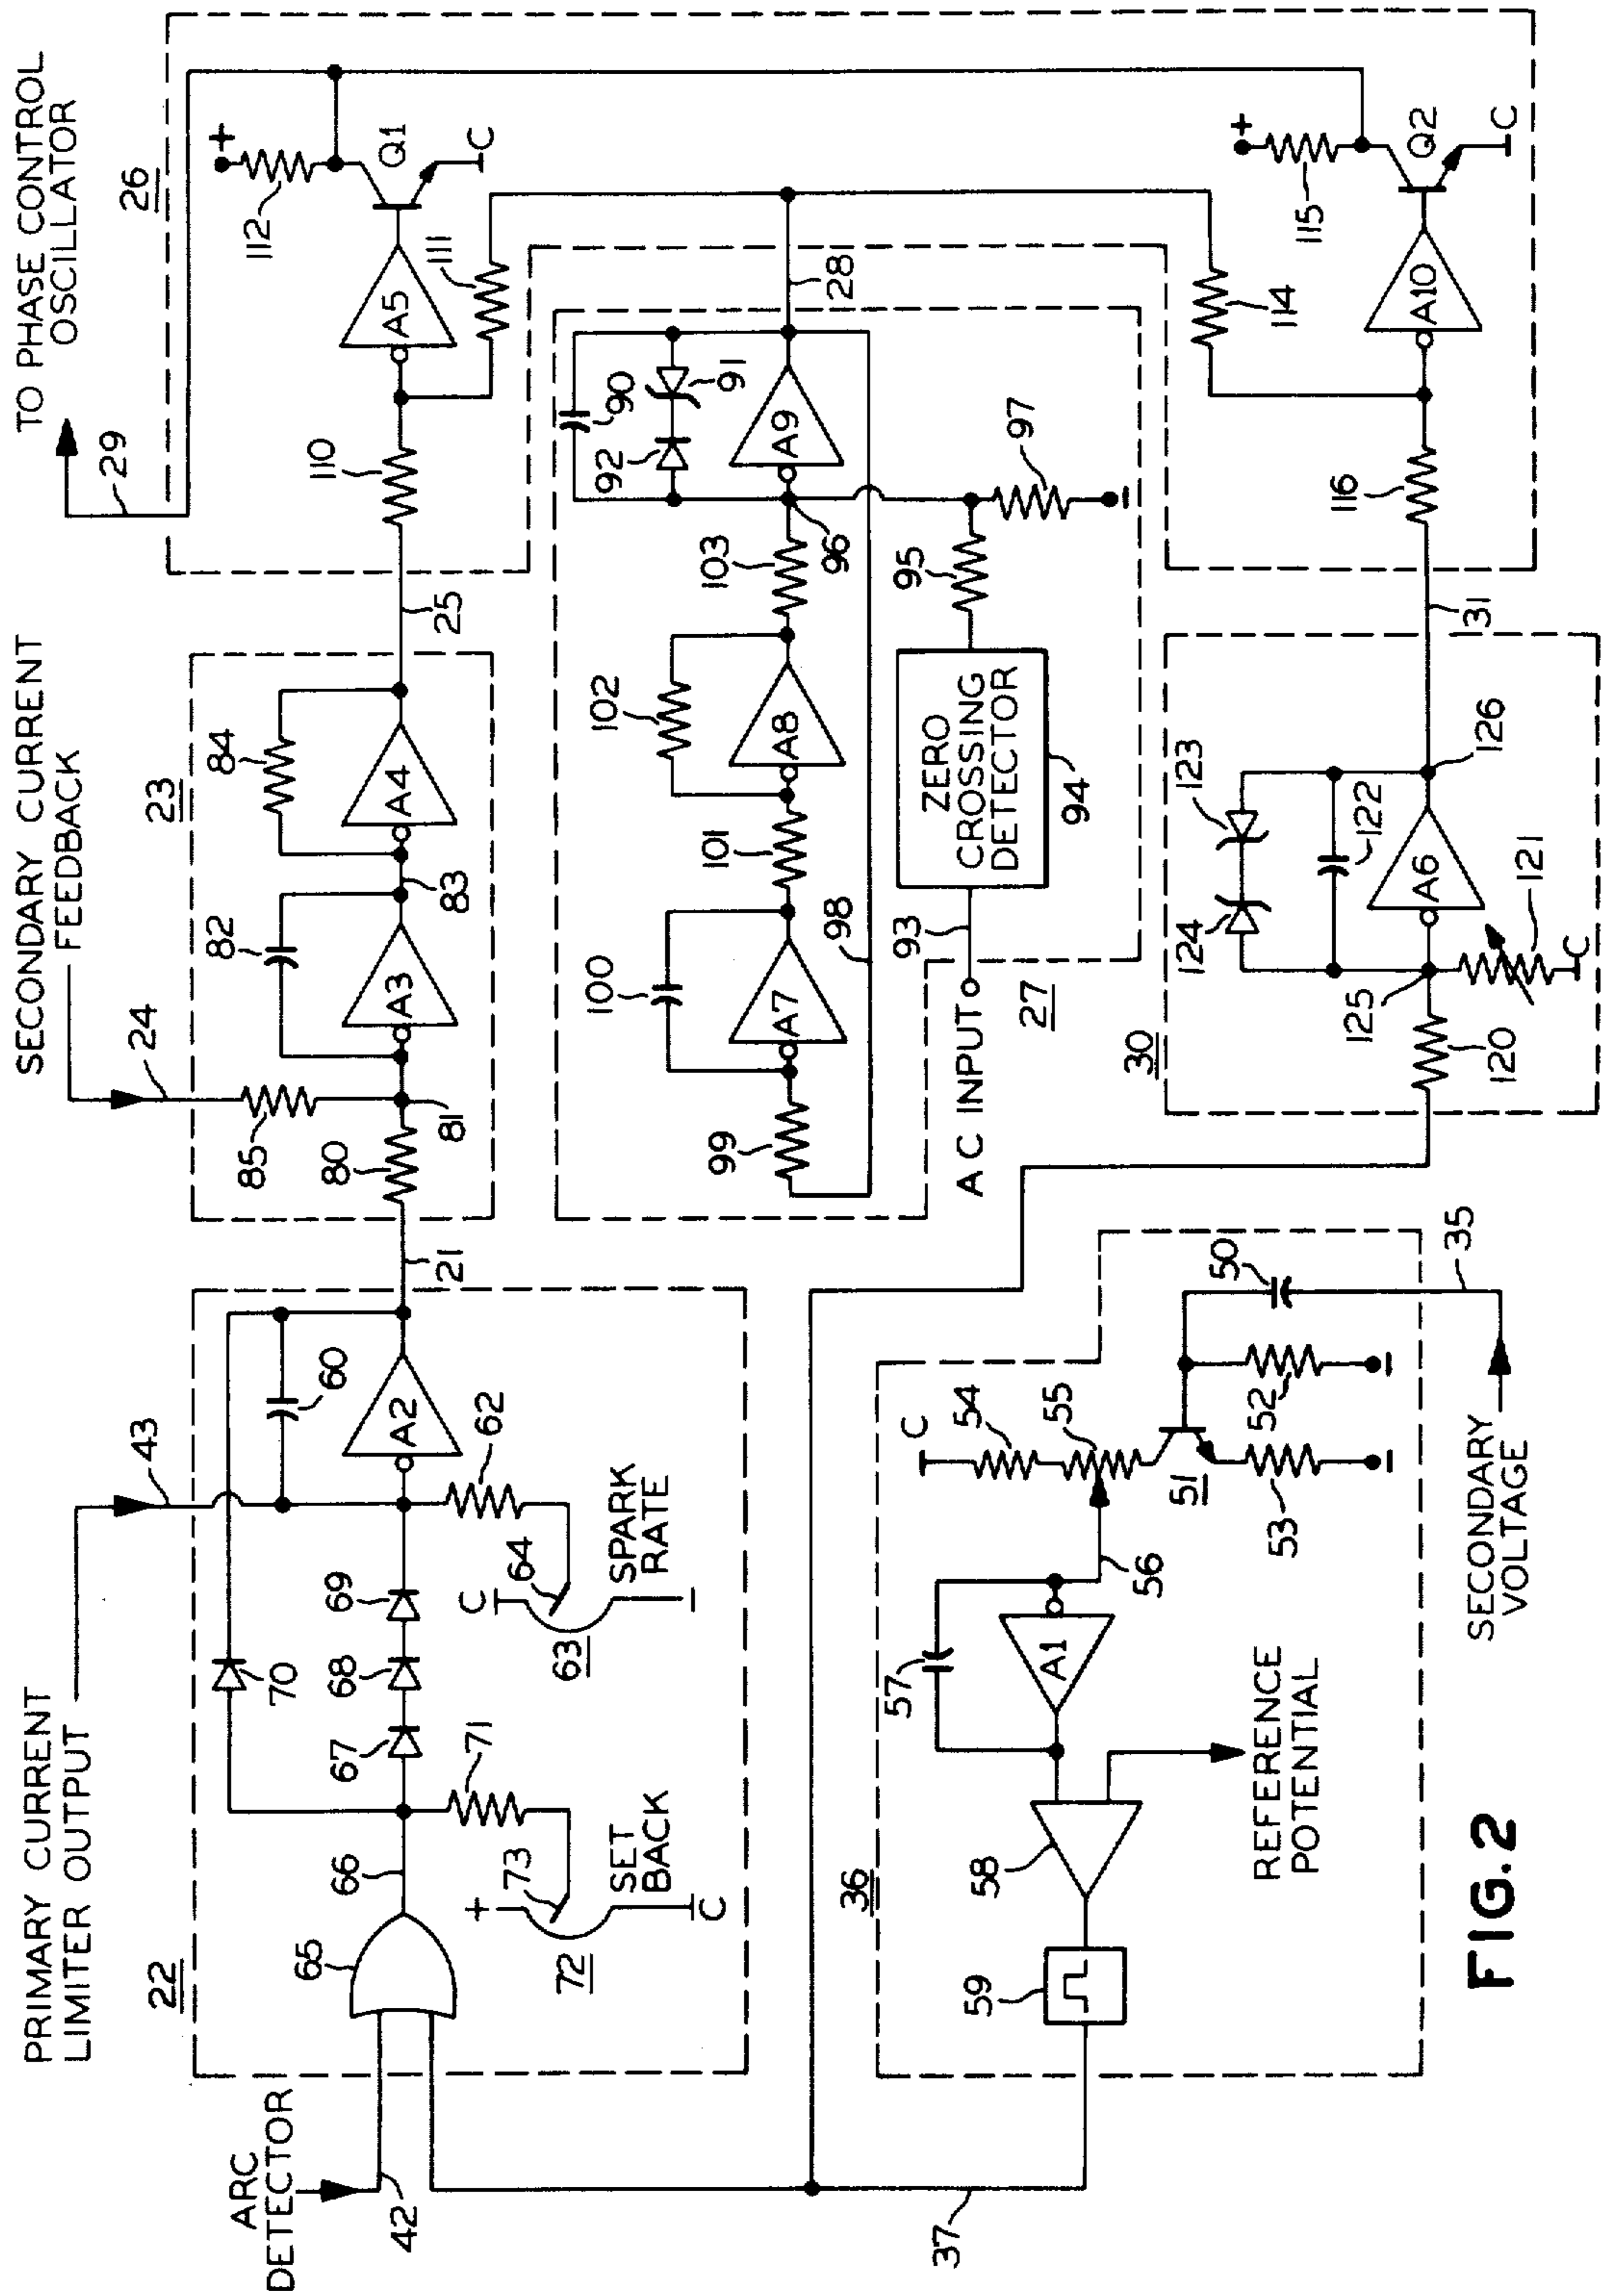 TO PHASE CONTROL
OSCILLATOR
29
26
112
+
Q1
C
A5
111
110
25
SECONDARY CURRENT
FEEDBACK
24
23
85
80
81
82
A3
83
84
A4
21
PRIMARY CURRENT
LIMITER OUTPUT
43
22
70
60
A2
62
69
68
67
64
C
63
SPARK
RATE
66
71
73
+
72
SET
BACK
C
65
ARC
DETECTOR
42
37
28
90
91
92
A9
96
97
103
95
102
A8
101
ZERO
CROSSING
DETECTOR
94
93
98
100
A7
99
A C INPUT
27
114
+
115
Q2
C
A10
116
31
30
123
124
122
A6
126
121
C
125
120
36
C
54
55
51
50
52
53
35
SECONDARY
VOLTAGE
56
57
A1
58
59
REFERENCE
POTENTIAL
FIG.2